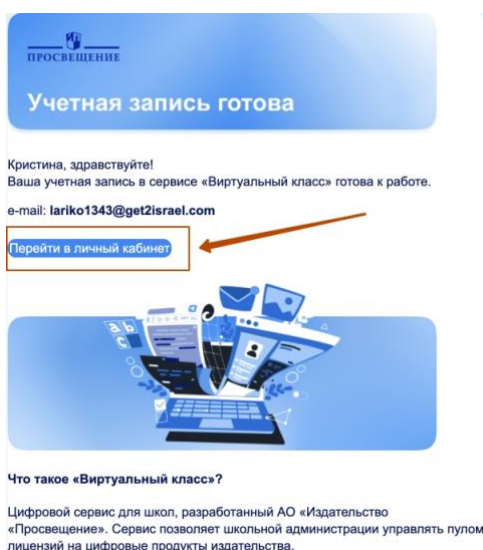 ПРОСВЕЩЕНИЕ
Учетная запись готова
Кристина, здравствуйте!
Ваша учетная запись в сервисе «Виртуальный класс» готова к работе.
e-mail: lariko1343@get2israel.com
Перейти в личный кабинет
a b
c
Что такое «Виртуальный класс»?
Цифровой сервис для школ, разработанный АО «Издательство
«Просвещение». Сервис позволяет школьной администрации управлять пулом
лицензий на цифровые продукты издательства.